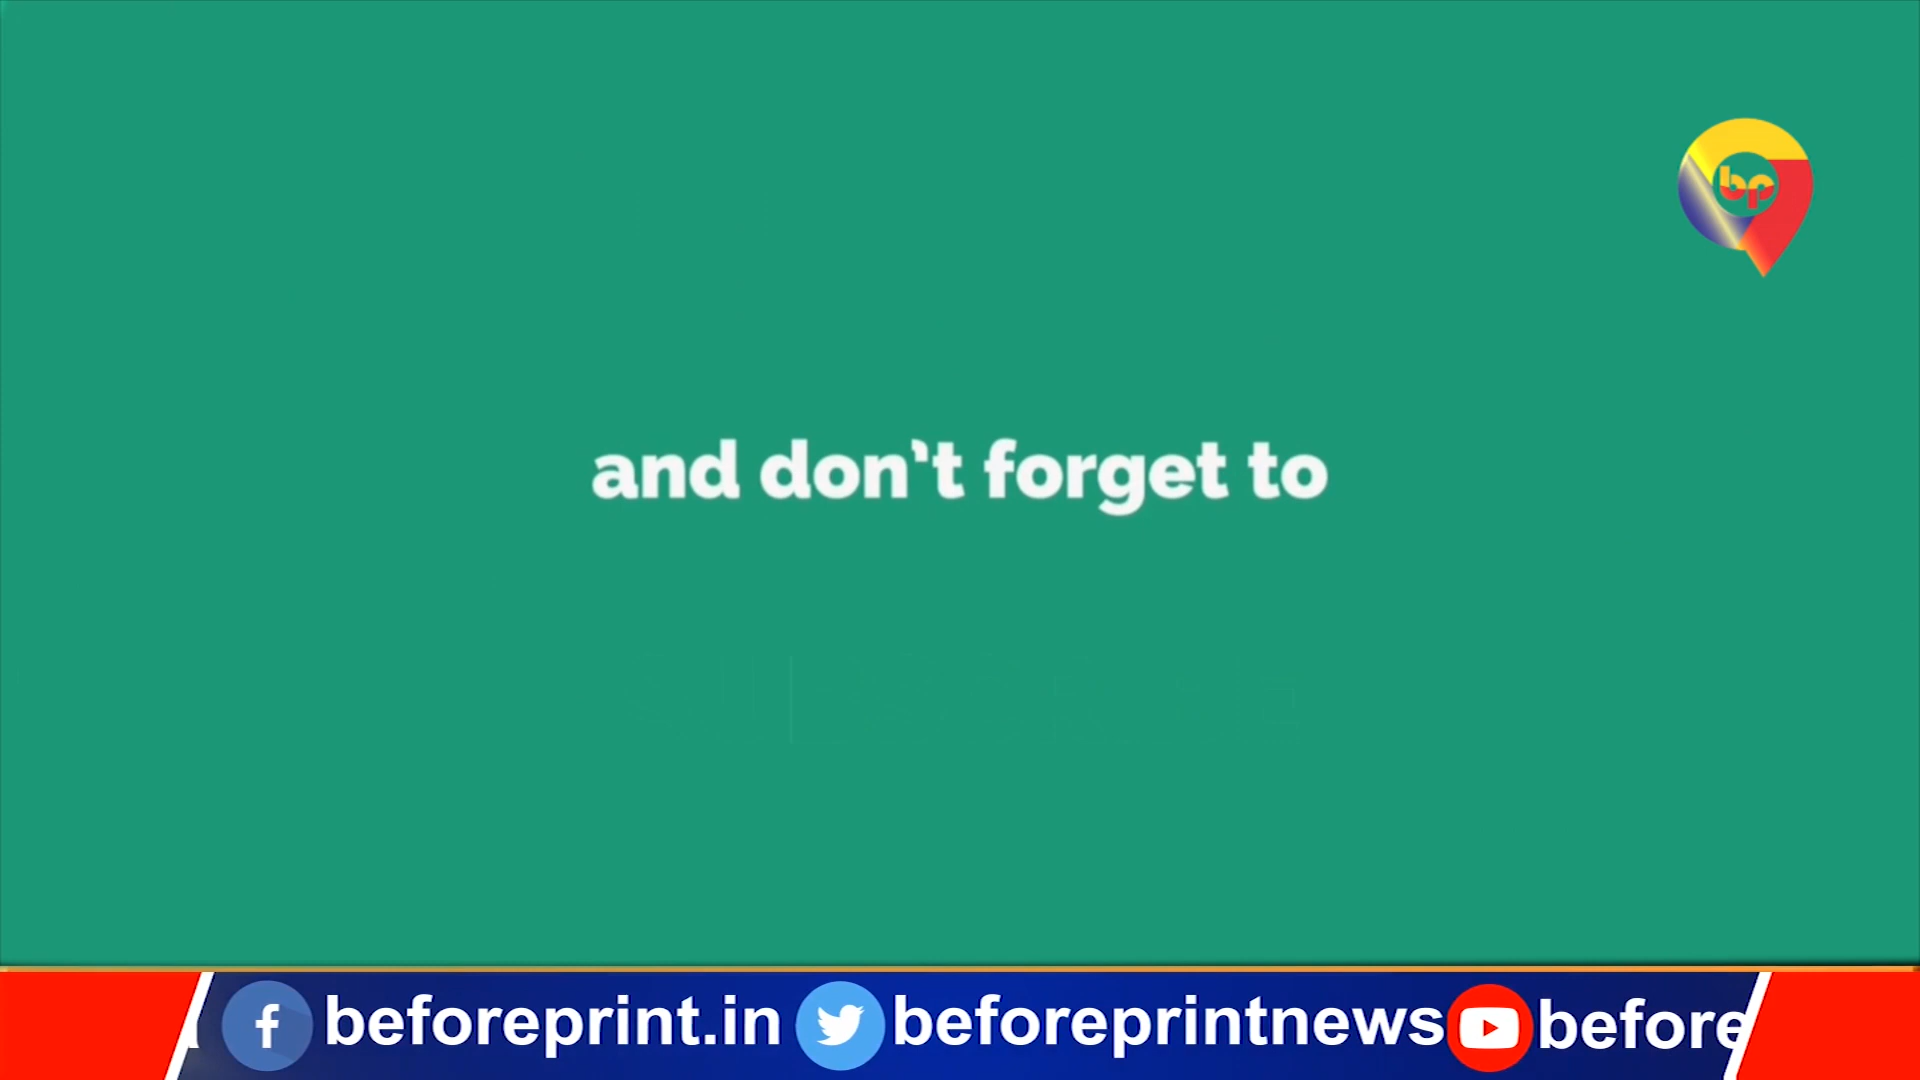 bp
and don't forget to
beforeprint.in beforeprintnews before